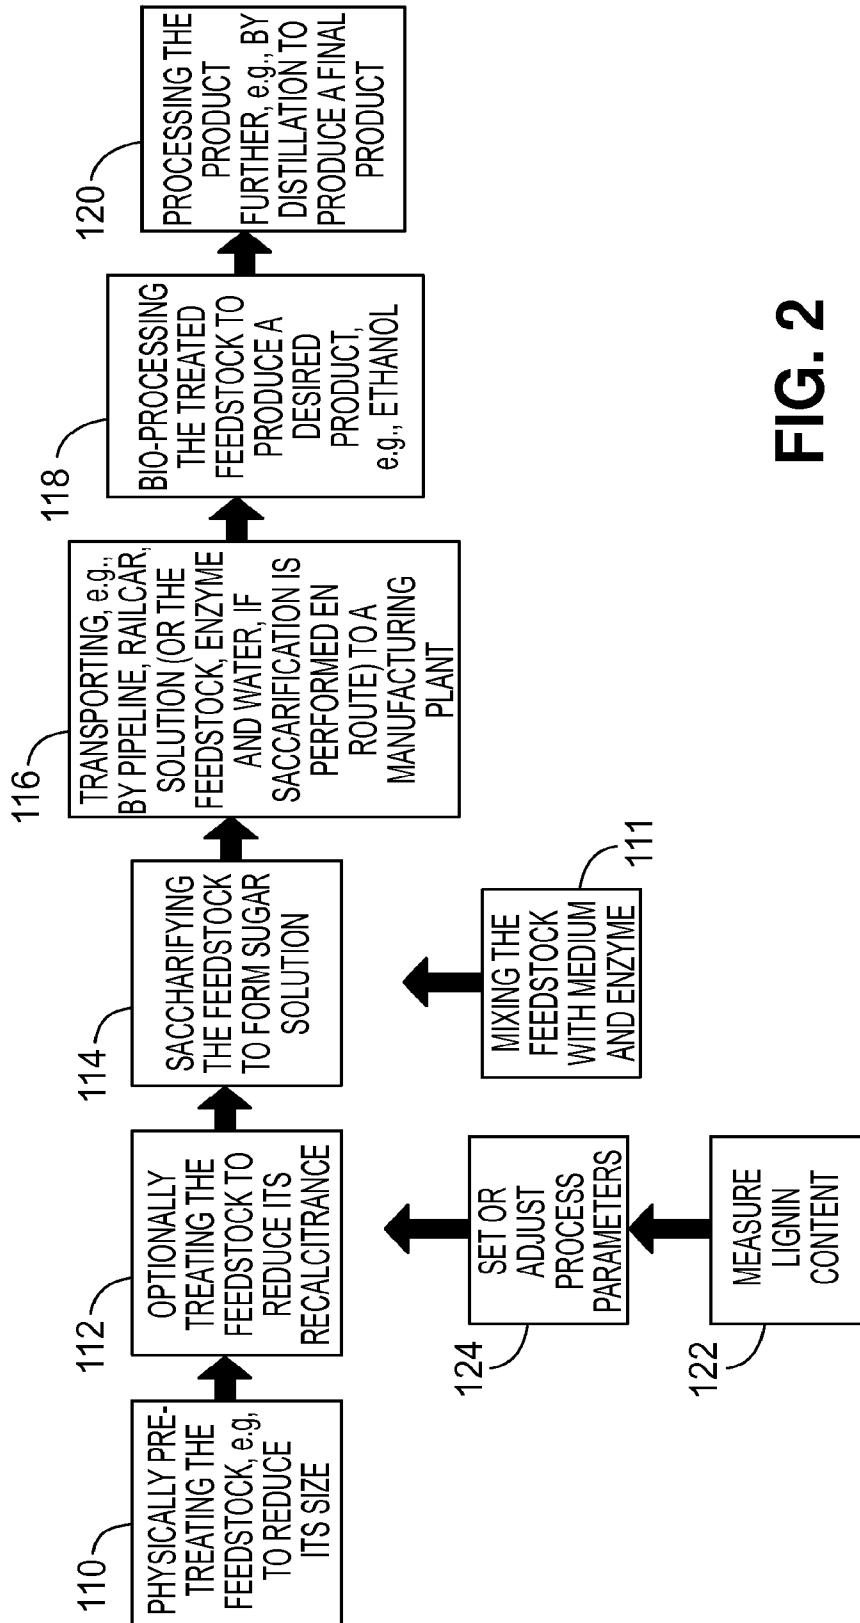 110
PHYSICALLY PRE-
TREATING THE
FEEDSTOCK, e.g,
TO REDUCE
ITS SIZE
112
OPTIONALLY
TREATING THE
FEEDSTOCK TO
REDUCE ITS
RECALCITRANCE
114
SACCHARIFYING
THE FEEDSTOCK
TO FORM SUGAR
SOLUTION
116
TRANSPORTING, e.g.,
BY PIPELINE, RAILCAR,
SOLUTION (OR THE
FEEDSTOCK, ENZYME
AND WATER, IF
SACCARIFICATION IS
PERFORMED EN
ROUTE) TO A
MANUFACTURING
PLANT
118
BIO-PROCESSING
THE TREATED
FEEDSTOCK TO
PRODUCE A
DESIRED
PRODUCT,
e.g., ETHANOL
120
PROCESSING THE
PRODUCT
FURTHER, e.g., BY
DISTILLATION TO
PRODUCE A FINAL
PRODUCT
124
SET OR
ADJUST
PROCESS
PARAMETERS
122
MEASURE
LIGNIN
CONTENT
111
MIXING THE
FEEDSTOCK
WITH MEDIUM
AND ENZYME
FIG. 2